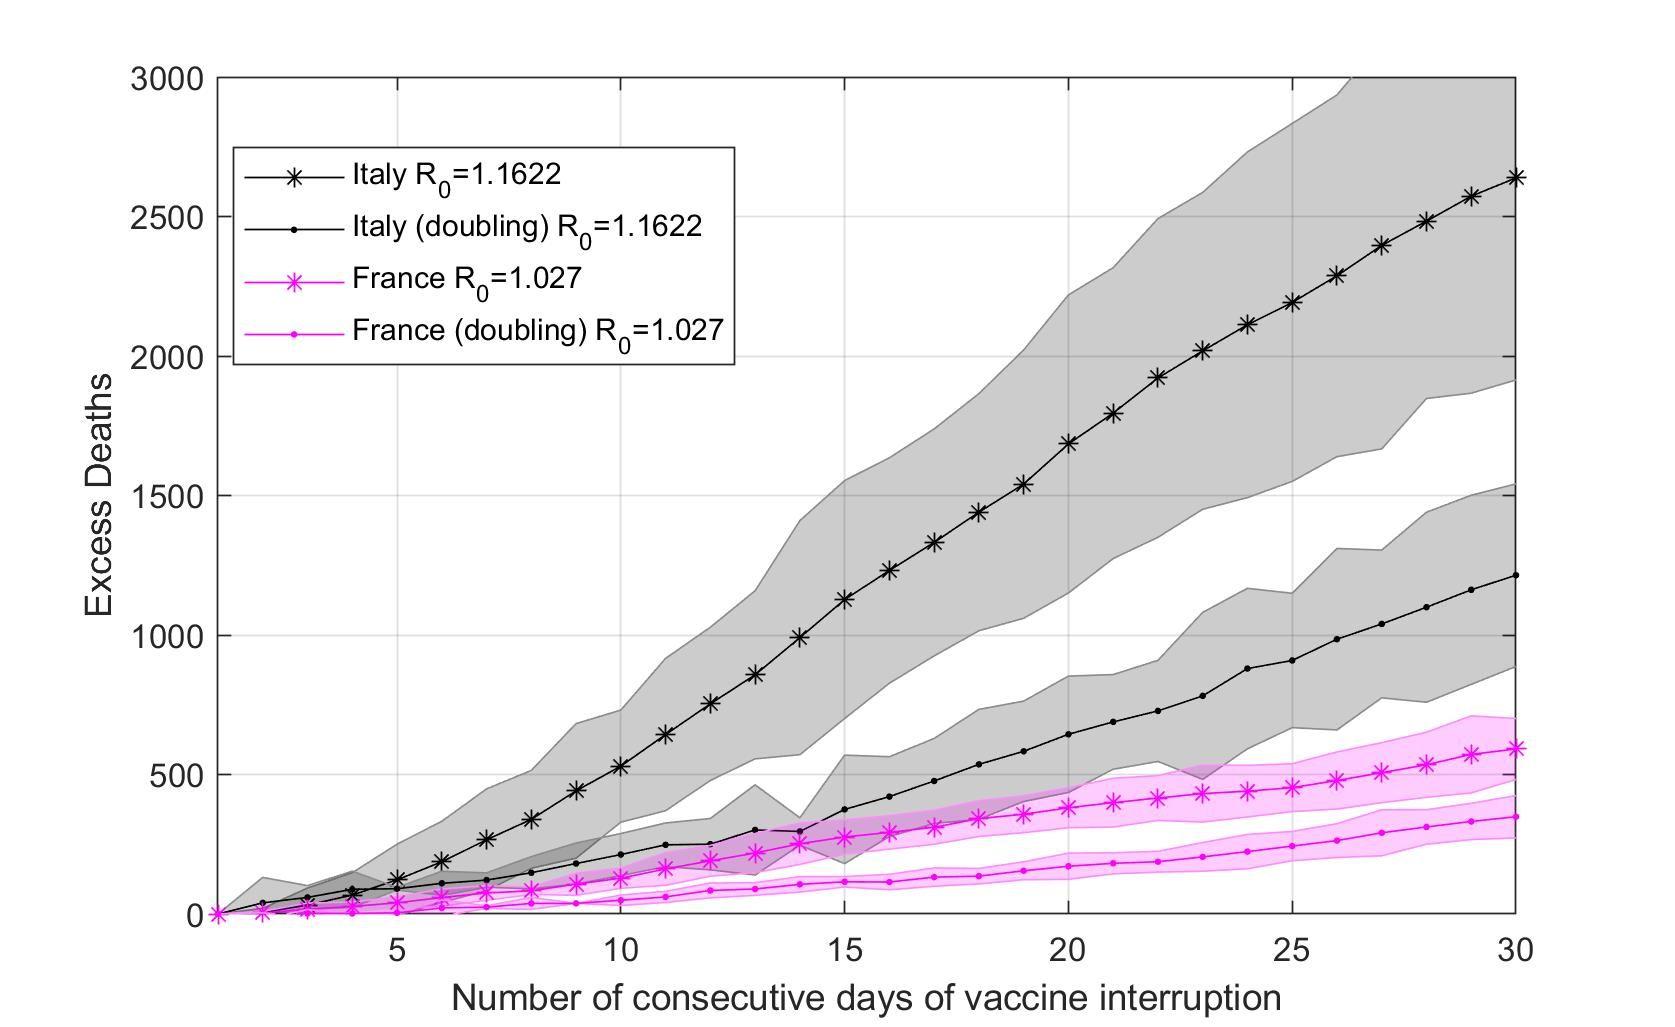 3000
2500
2000
1500
1000
500
0
Excess Deaths
Italy R0=1.1622
Italy (doubling) R0=1.1622
France R0=1.027
France (doubling) R0=1.027
5 10 15 20 25 30
Number of consecutive days of vaccine interruption